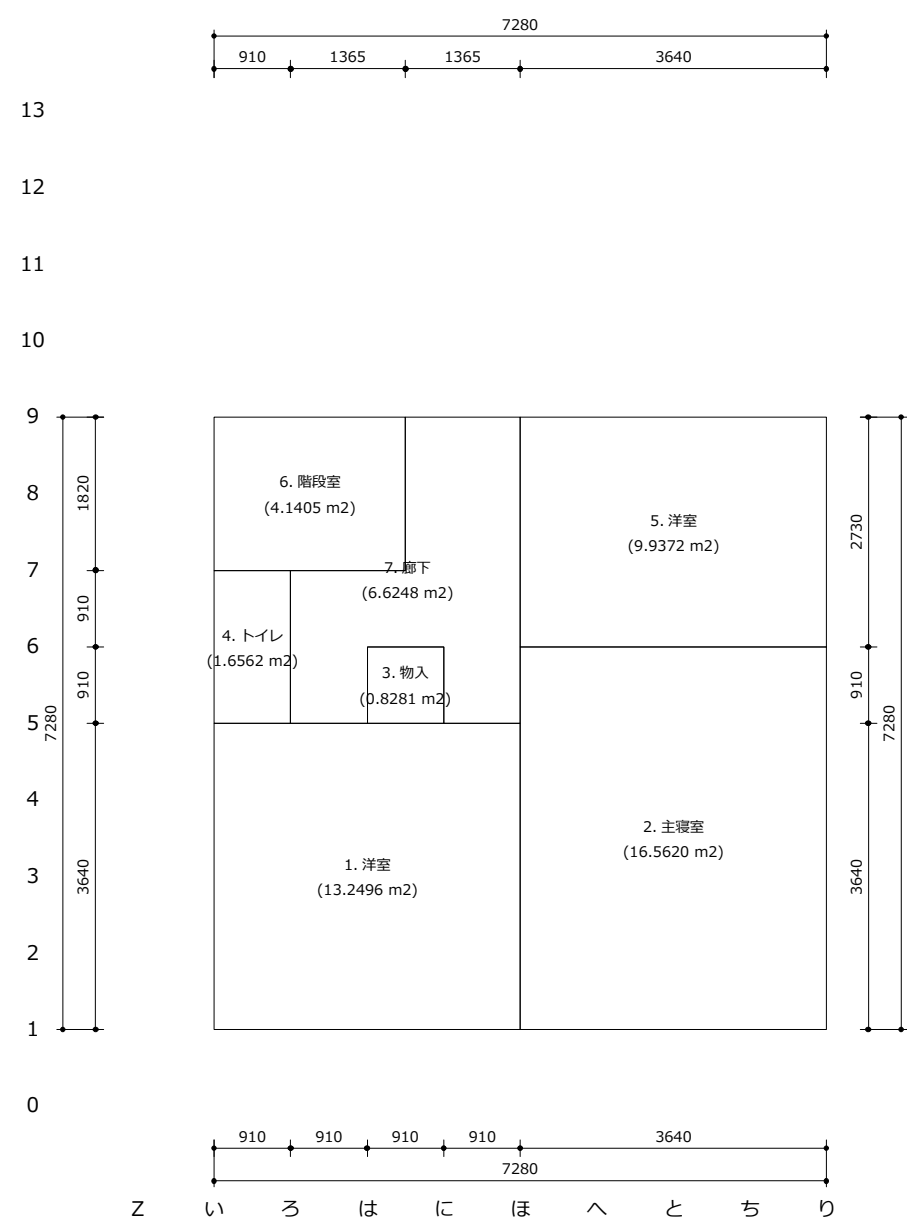 7280
910 1365 1365 3640
13
12
11
10
9
8
7
6
5
4
3
2
1
0
1820
910
910
3640
7280
6. 階段室
(4.1405 m2)
5. 洋室
(9.9372 m2)
7. 廊下
(6.6248 m2)
4. トイレ
(1.6562 m2)
3. 物入
(0.8281 m2)
2. 主寝室
(16.5620 m2)
1. 洋室
(13.2496 m2)
2730
910
3640
7280
910 910 910 910 3640
7280
Z い ろ は に ほ へ と ち り